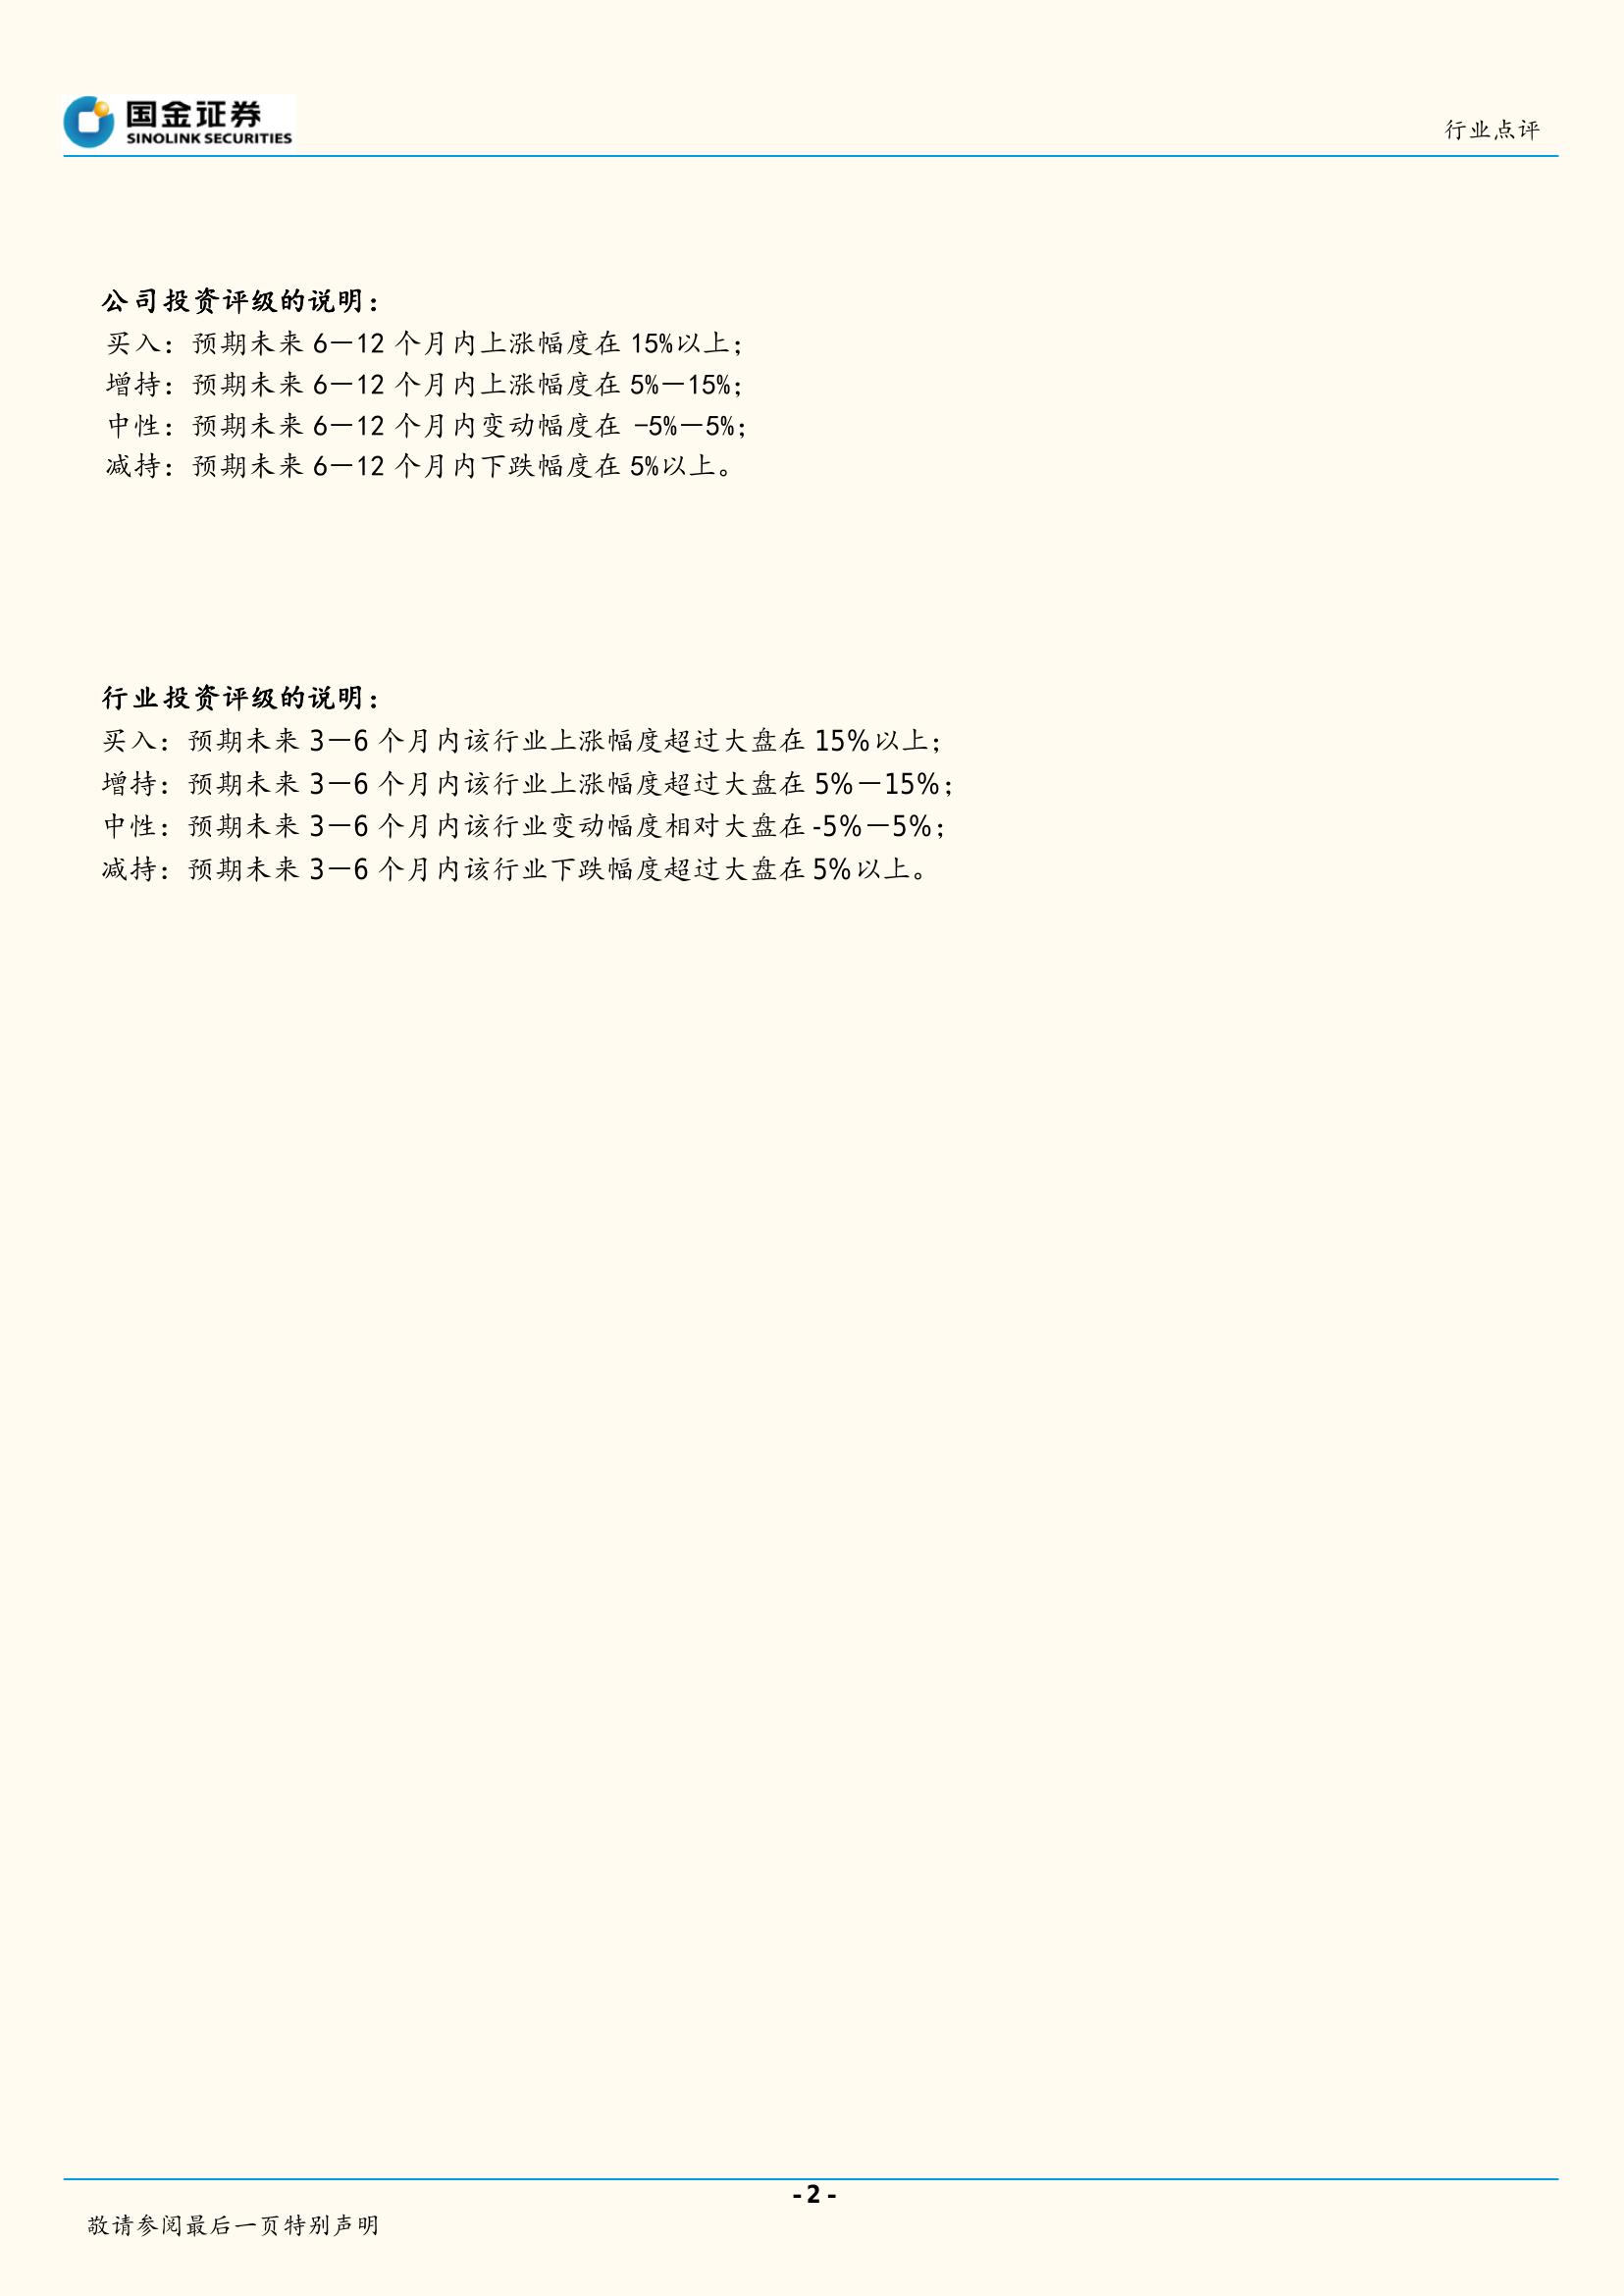 国金证券
SINOLINK SECURITIES
行业点评
公司投资评级的说明：
买入：预期未来 6－12 个月内上涨幅度在 15%以上；
增持：预期未来 6－12 个月内上涨幅度在 5%－15%；
中性：预期未来 6－12 个月内变动幅度在 -5%－5%；
减持：预期未来 6－12 个月内下跌幅度在 5%以上。
行业投资评级的说明：
买入：预期未来 3－6 个月内该行业上涨幅度超过大盘在 15%以上；
增持：预期未来 3－6 个月内该行业上涨幅度超过大盘在 5%－15%；
中性：预期未来 3－6 个月内该行业变动幅度相对大盘在 -5%－5%；
减持：预期未来 3－6 个月内该行业下跌幅度超过大盘在 5%以上。
- 2 -
敬请参阅最后一页特别声明